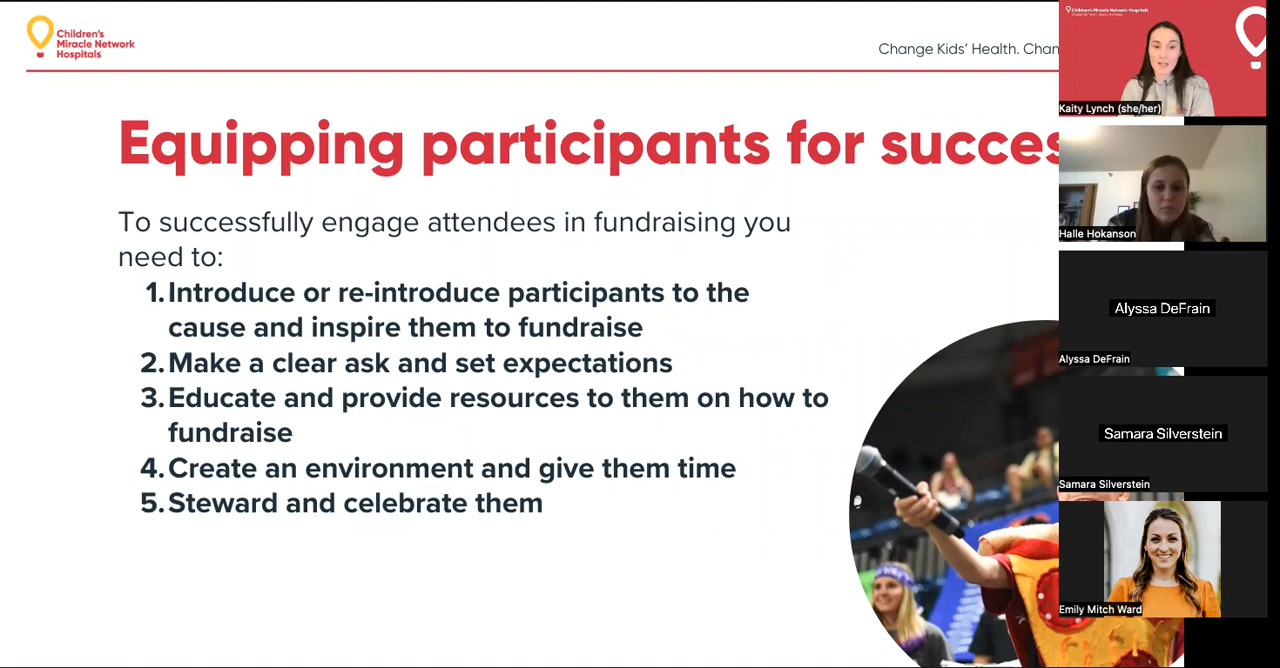 Children's
Miracle Network
Hospitals
Change Kids' Health. Chan
Equipping participants for succes
To successfully engage attendees in fundraising you
need to:
1. Introduce or re-introduce participants to the
cause and inspire them to fundraise
2. Make a clear ask and set expectations
3. Educate and provide resources to them on how to
fundraise
4. Create an environment and give them time
5. Steward and celebrate them
Children's Miracle Network Hospitals
Kaity Lynch (she/her)
Halle Hokanson
Alyssa DeFrain
Alyssa DeFrain
Samara Silverstein
Samara Silverstein
Emily Mitch Ward